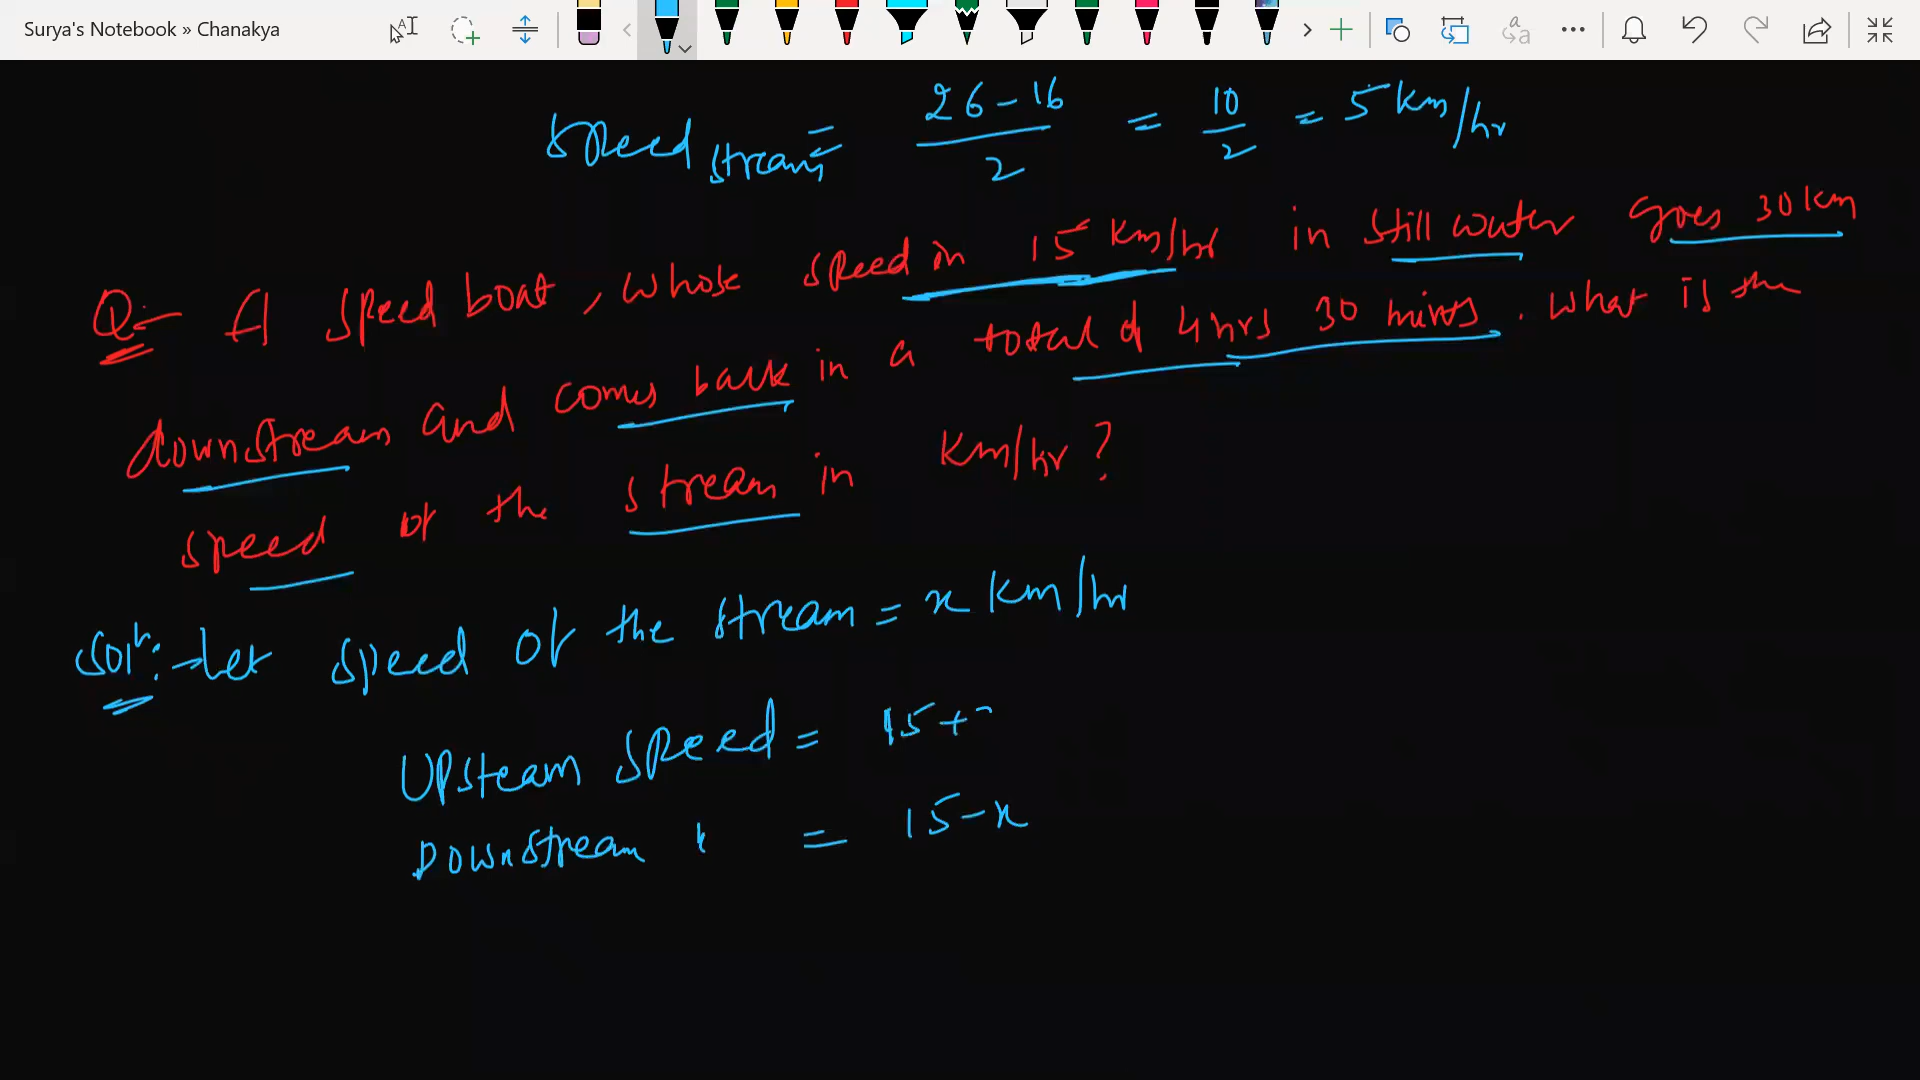 Surya's Notebook » Chanakya
Speed stream = 26-16 / 2 = 10 / 2 = 5 km/hr
Q- A speed boat, whose speed in 15 km/hr in still water goes 30 km
downstream and comes back in a total of 4 hrs 30 mints. what is the
speed of the stream in km/hr?
Solⁿ:→ Let speed of the stream = x km/hr
Upsteam speed = 15+
Downstream " = 15-x